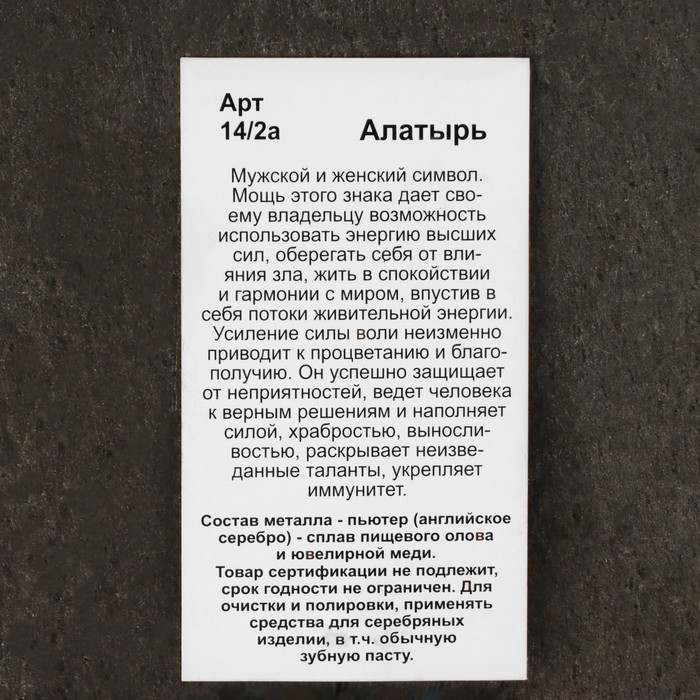 Арт
14/2а Алатырь
Мужской и женский символ.
Мощь этого знака дает сво-
ему владельцу возможность
использовать энергию высших
сил, оберегать себя от вли-
яния зла, жить в спокойствии
и гармонии с миром, впустив в
себя потоки живительной энергии.
Усиление силы воли неизменно
приводит к процветанию и благо-
получию. Он успешно защищает
от неприятностей, ведет человека
к верным решениям и наполняет
силой, храбростью, выносли-
востью, раскрывает неизве-
данные таланты, укрепляет
иммунитет.
Состав металла - пьютер (английское
серебро) - сплав пищевого олова
и ювелирной меди.
Товар сертификации не подлежит,
срок годности не ограничен. Для
очистки и полировки, применять
средства для серебряных
изделии, в т.ч. обычную
зубную пасту.